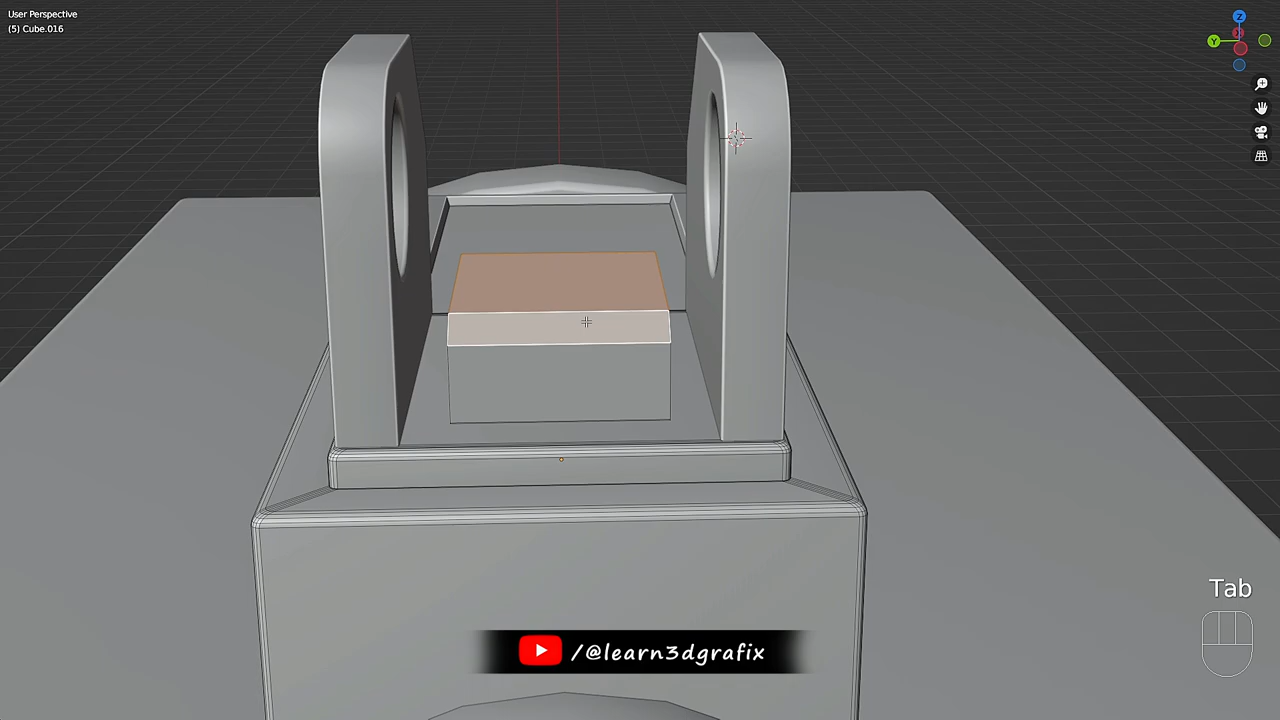 User Perspective
(5) Cube.016
Z
Y
Tab
/@learn3dgrafix